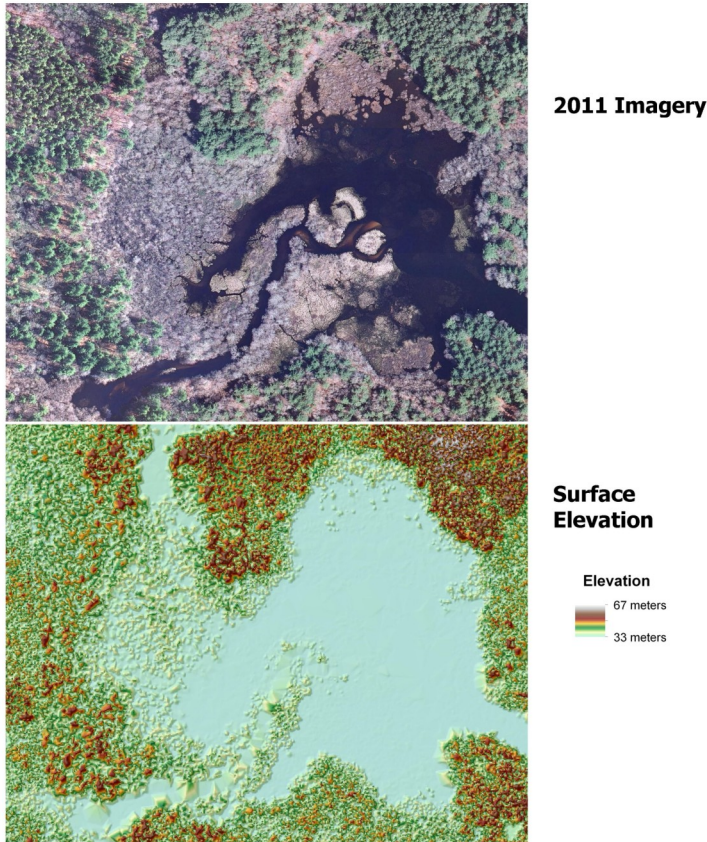 2011 Imagery
Surface
Elevation
Elevation
67 meters
33 meters